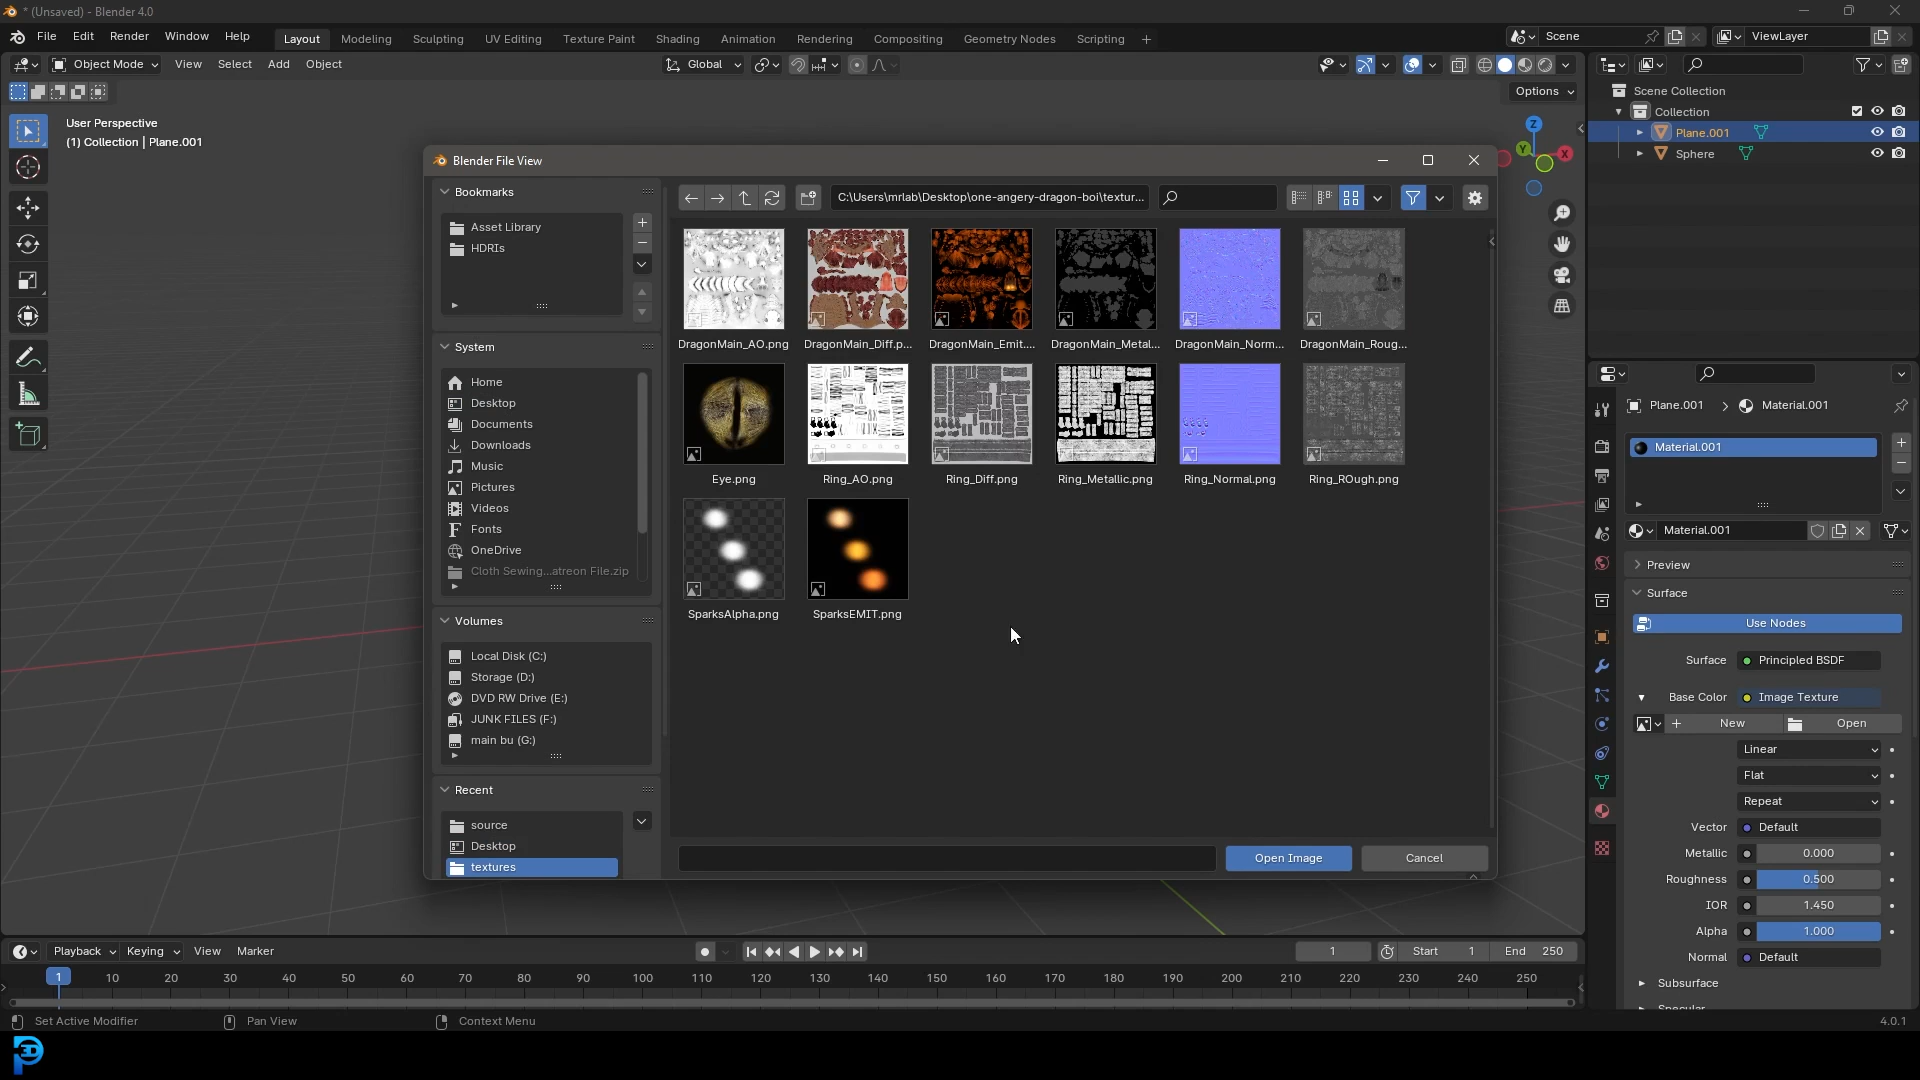 * (Unsaved) - Blender 4.0
File Edit Render Window Help
Layout Modeling Sculpting UV Editing Texture Paint Shading Animation Rendering Compositing Geometry Nodes Scripting +
Scene
ViewLayer
Object Mode View Select Add Object
Global
Options
User Perspective
(1) Collection | Plane.001
Z
Y
X
Scene Collection
Collection
Plane.001
Sphere
Blender File View
Bookmarks
Asset Library
HDRIs
System
Home
Desktop
Documents
Downloads
Music
Pictures
Videos
Fonts
OneDrive
Cloth Sewing...atreon File.zip
Volumes
Local Disk (C:)
Storage (D:)
DVD RW Drive (E:)
JUNK FILES (F:)
main bu (G:)
Recent
source
Desktop
textures
C:\Users\mrlab\Desktop\one-angery-dragon-boi\textur...
DragonMain_AO.png DragonMain_Diff.p... DragonMain_Emit.... DragonMain_Metal... DragonMain_Norm... DragonMain_Roug...
Eye.png Ring_AO.png Ring_Diff.png Ring_Metallic.png Ring_Normal.png Ring_ROugh.png
SparksAlpha.png SparksEMIT.png
Open Image Cancel
Plane.001 > Material.001
Material.001
Material.001
Preview
Surface
Use Nodes
Surface Principled BSDF
Base Color Image Texture
New Open
Linear
Flat
Repeat
Vector Default
Metallic 0.000
Roughness 0.500
IOR 1.450
Alpha 1.000
Normal Default
Subsurface
Specular
Playback Keying View Marker
1 Start 1 End 250
1 10 20 30 40 50 60 70 80 90 100 110 120 130 140 150 160 170 180 190 200 210 220 230 240 250
Set Active Modifier Pan View Context Menu
4.0.1